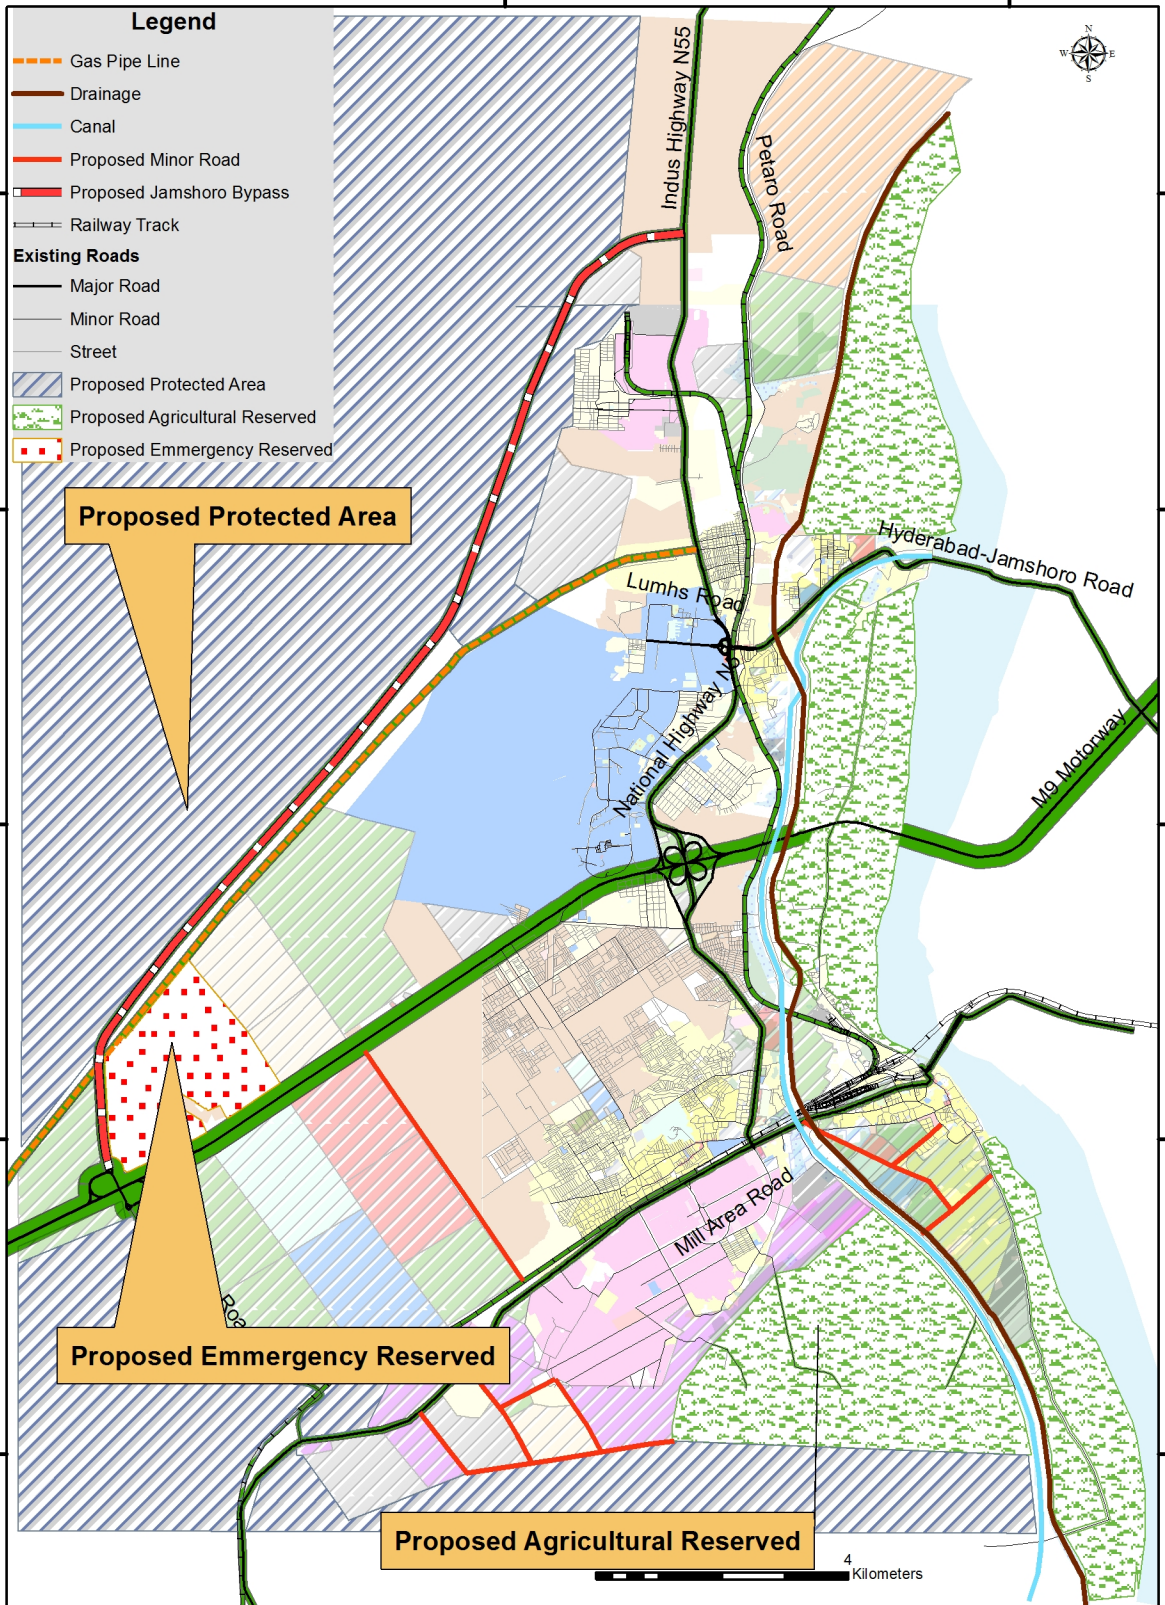 Legend
Gas Pipe Line
Drainage
Canal
Proposed Minor Road
Proposed Jamshoro Bypass
Railway Track
Existing Roads
Major Road
Minor Road
Street
Proposed Protected Area
Proposed Agricultural Reserved
Proposed Emmergency Reserved
N
W
E
S
Indus Highway N55
Petaro Road
Proposed Protected Area
Hyderabad-Jamshoro Road
Lumhs Road
National Highway N5
M9 Motorway
Mill Area Road
Proposed Emmergency Reserved
Proposed Agricultural Reserved
4
Kilometers